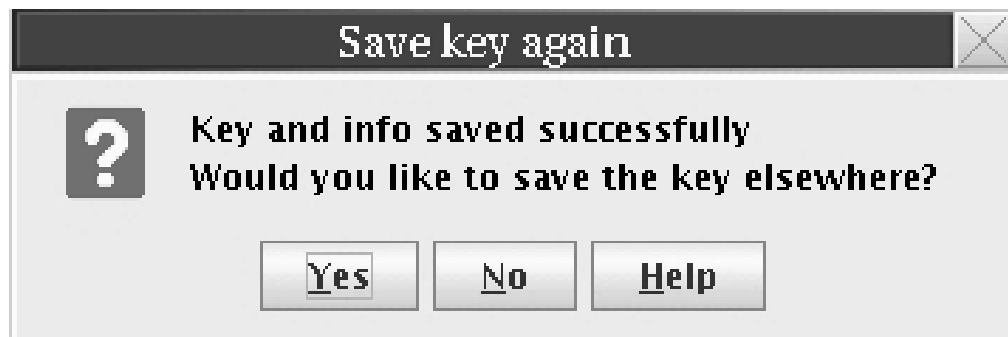 Save key again
Key and info saved successfully
Would you like to save the key elsewhere?
Yes No Help